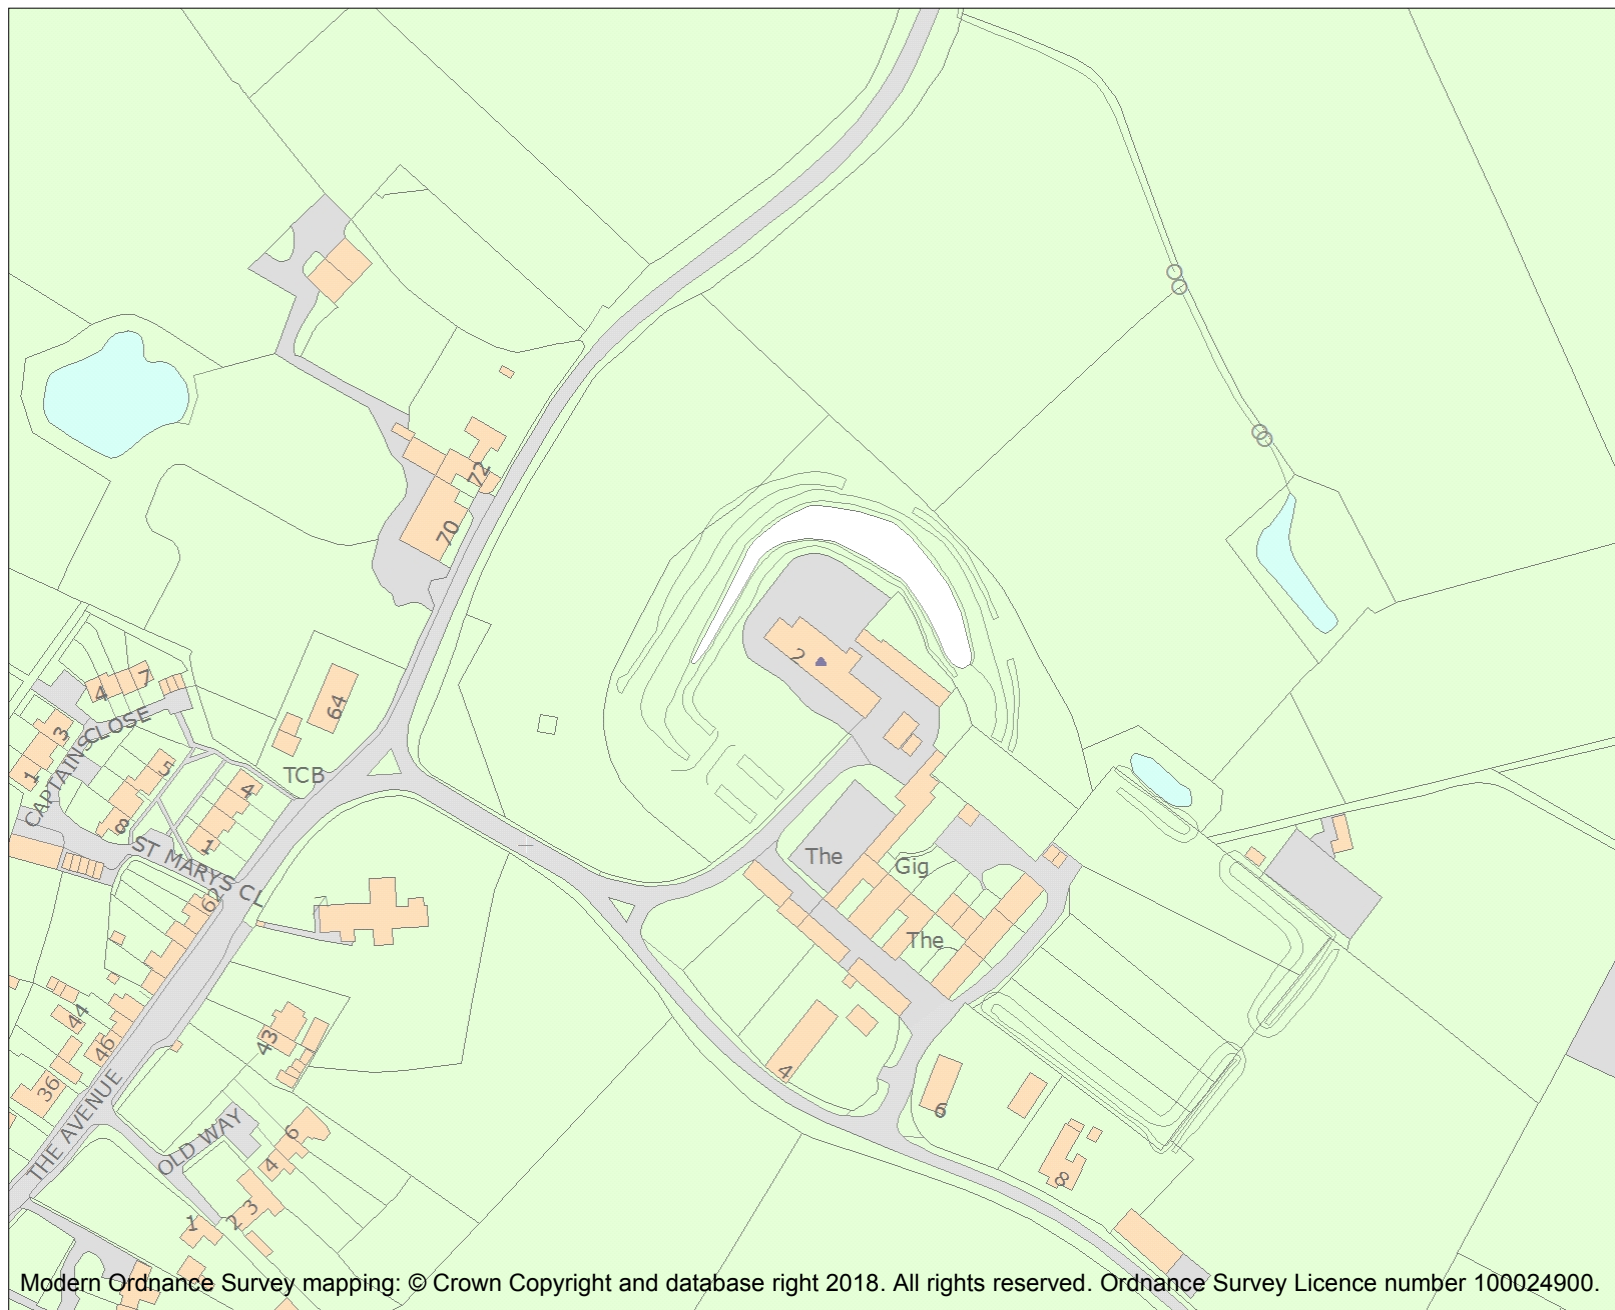 72
70
2
64
4
7
3
CAPTAINS CLOSE
1
5
TCB
4
8
1
ST MARYS CL
62
The
Gig
The
44
46
43
36
4
6
THE AVENUE
OLD WAY
6
4
8
3
2
1
Modern Ordnance Survey mapping: © Crown Copyright and database right 2018. All rights reserved. Ordnance Survey Licence number 100024900.